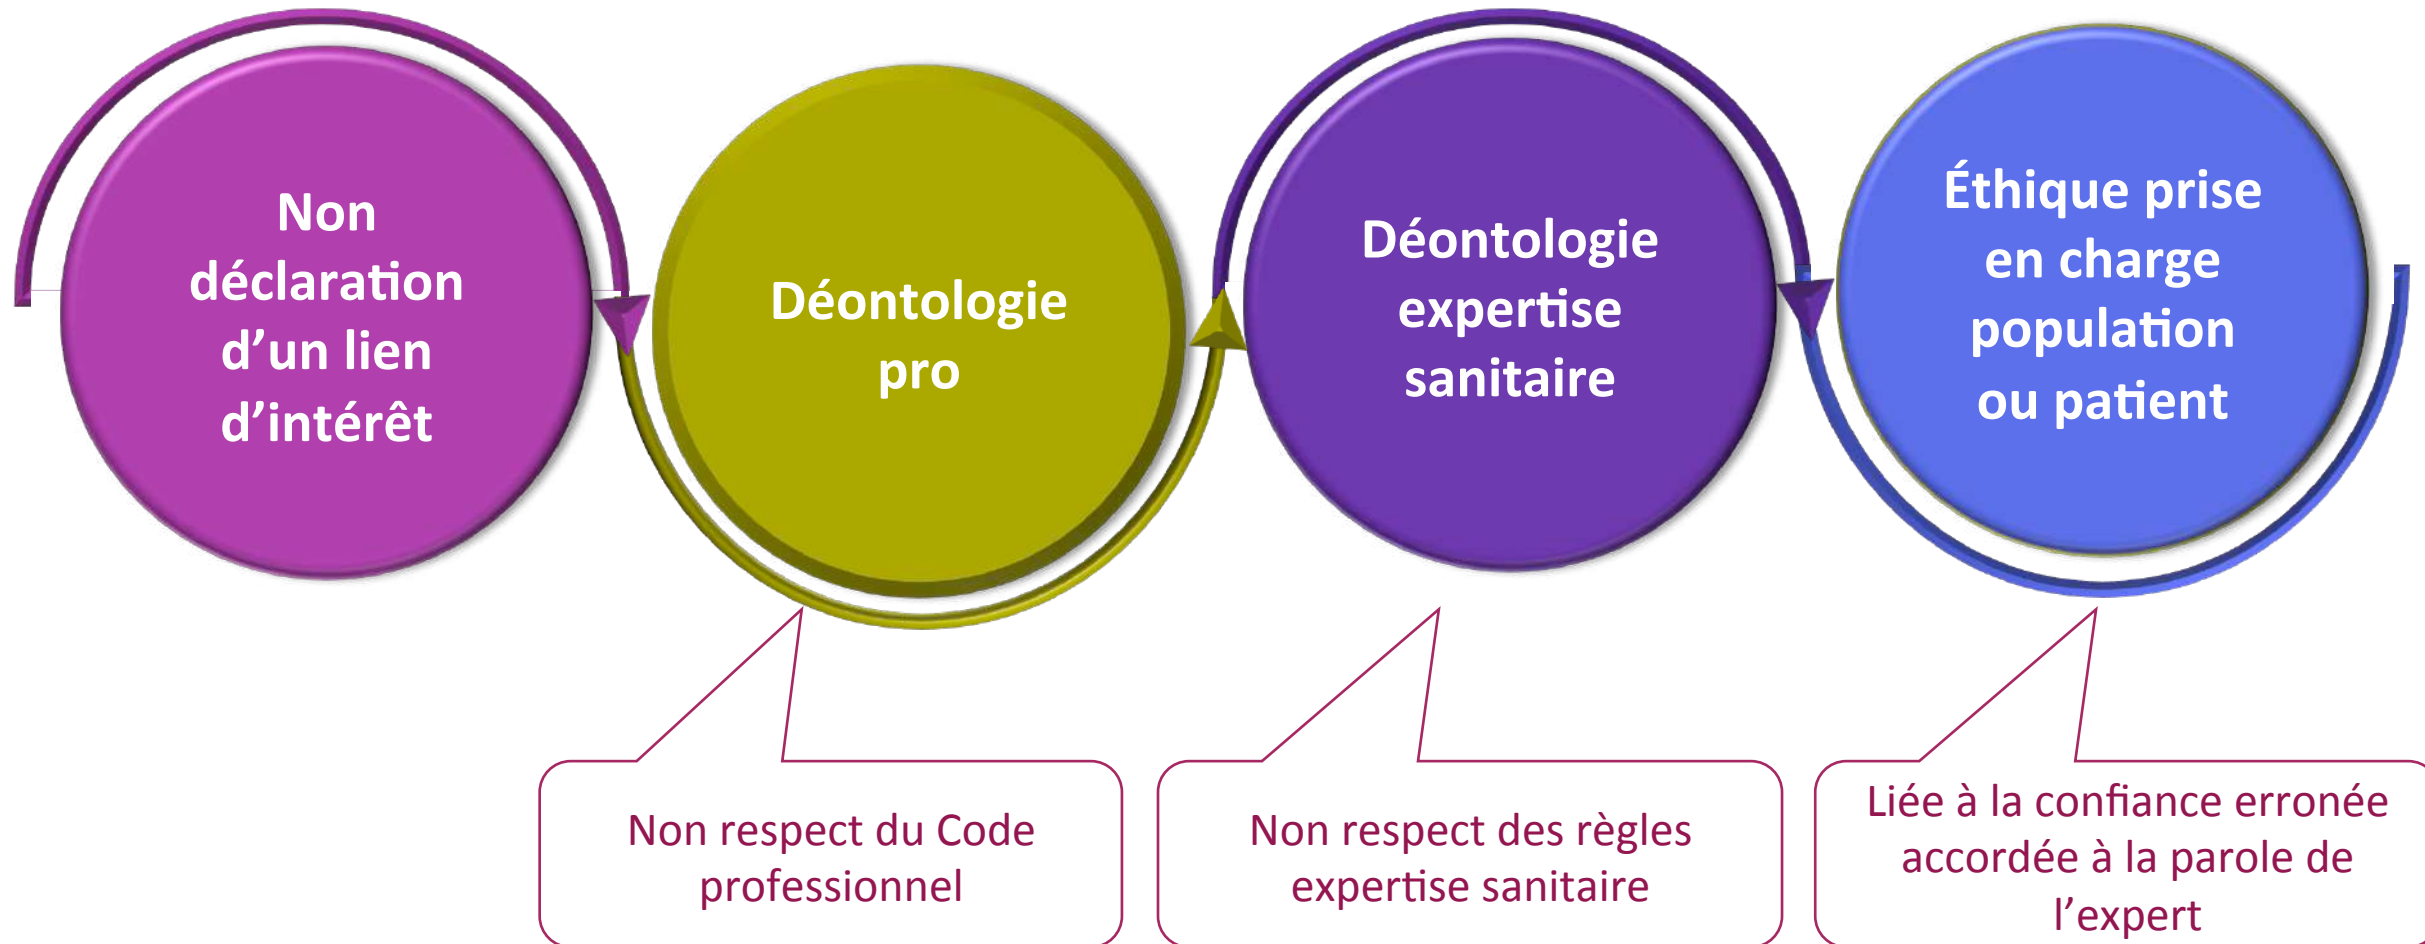 Non
déclaration
d’un lien
d’intérêt
Déontologie
pro
Déontologie
expertise
sanitaire
Éthique prise
en charge
population
ou patient
Non respect du Code
professionnel
Non respect des règles
expertise sanitaire
Liée à la confiance erronée
accordée à la parole de
l’expert